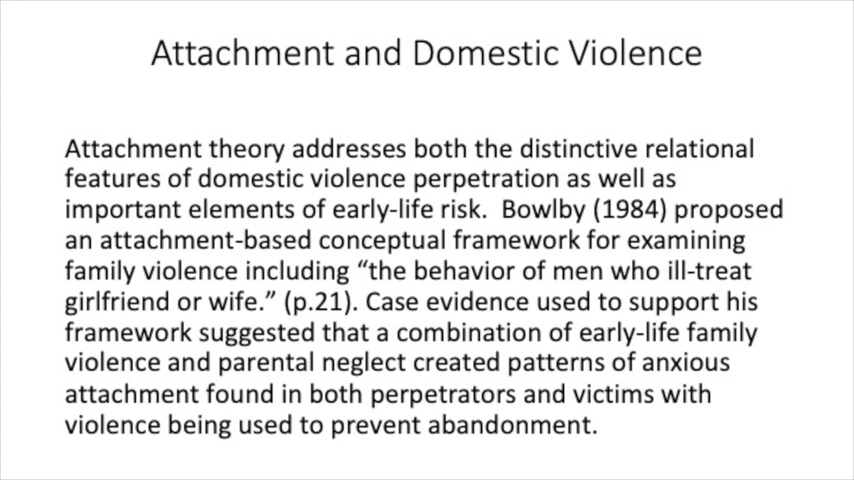 Attachment and Domestic Violence
Attachment theory addresses both the distinctive relational
features of domestic violence perpetration as well as
important elements of early-life risk.  Bowlby (1984) proposed
an attachment-based conceptual framework for examining
family violence including “the behavior of men who ill-treat
girlfriend or wife.” (p.21). Case evidence used to support his
framework suggested that a combination of early-life family
violence and parental neglect created patterns of anxious
attachment found in both perpetrators and victims with
violence being used to prevent abandonment.